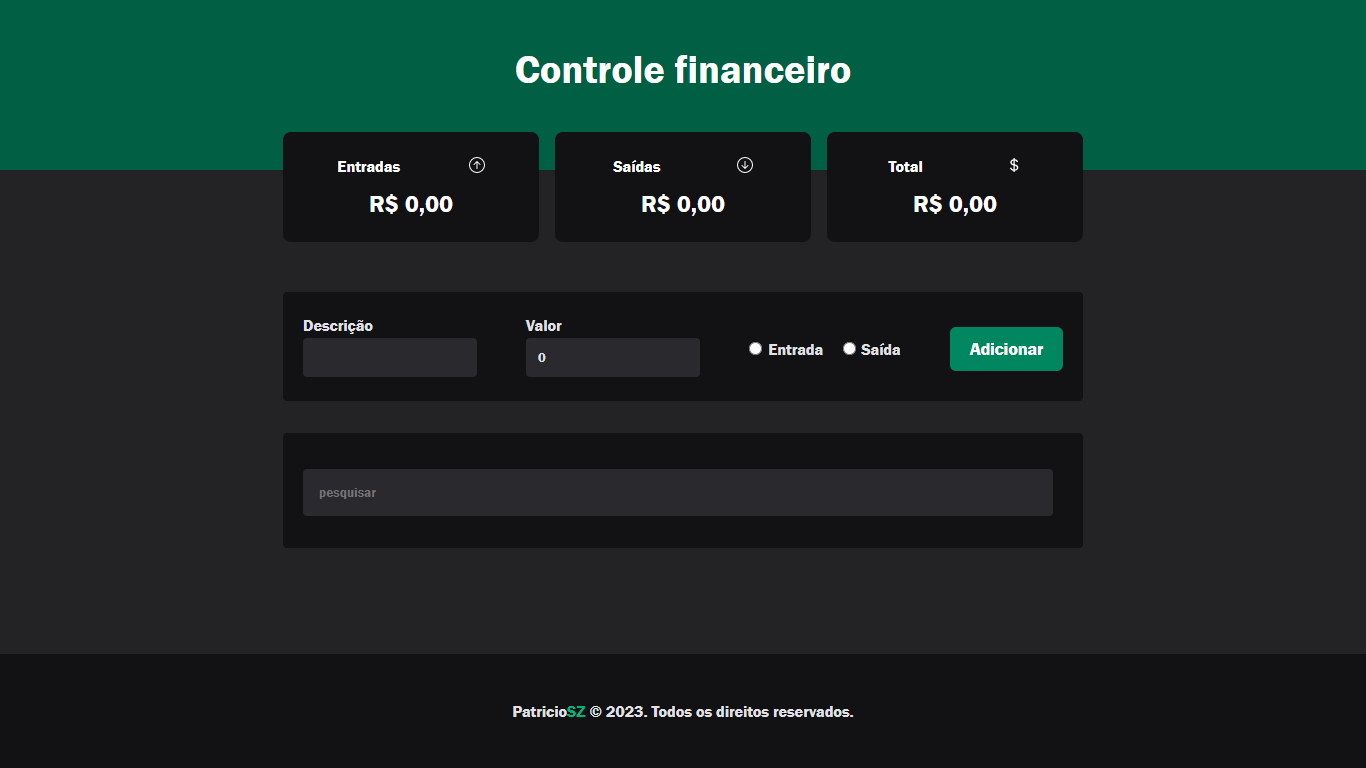 Controle financeiro
Entradas
R$ 0,00
Saídas
R$ 0,00
Total $
R$ 0,00
Descrição
Valor
0
Entrada
Saída
Adicionar
pesquisar
PatricioSZ © 2023. Todos os direitos reservados.